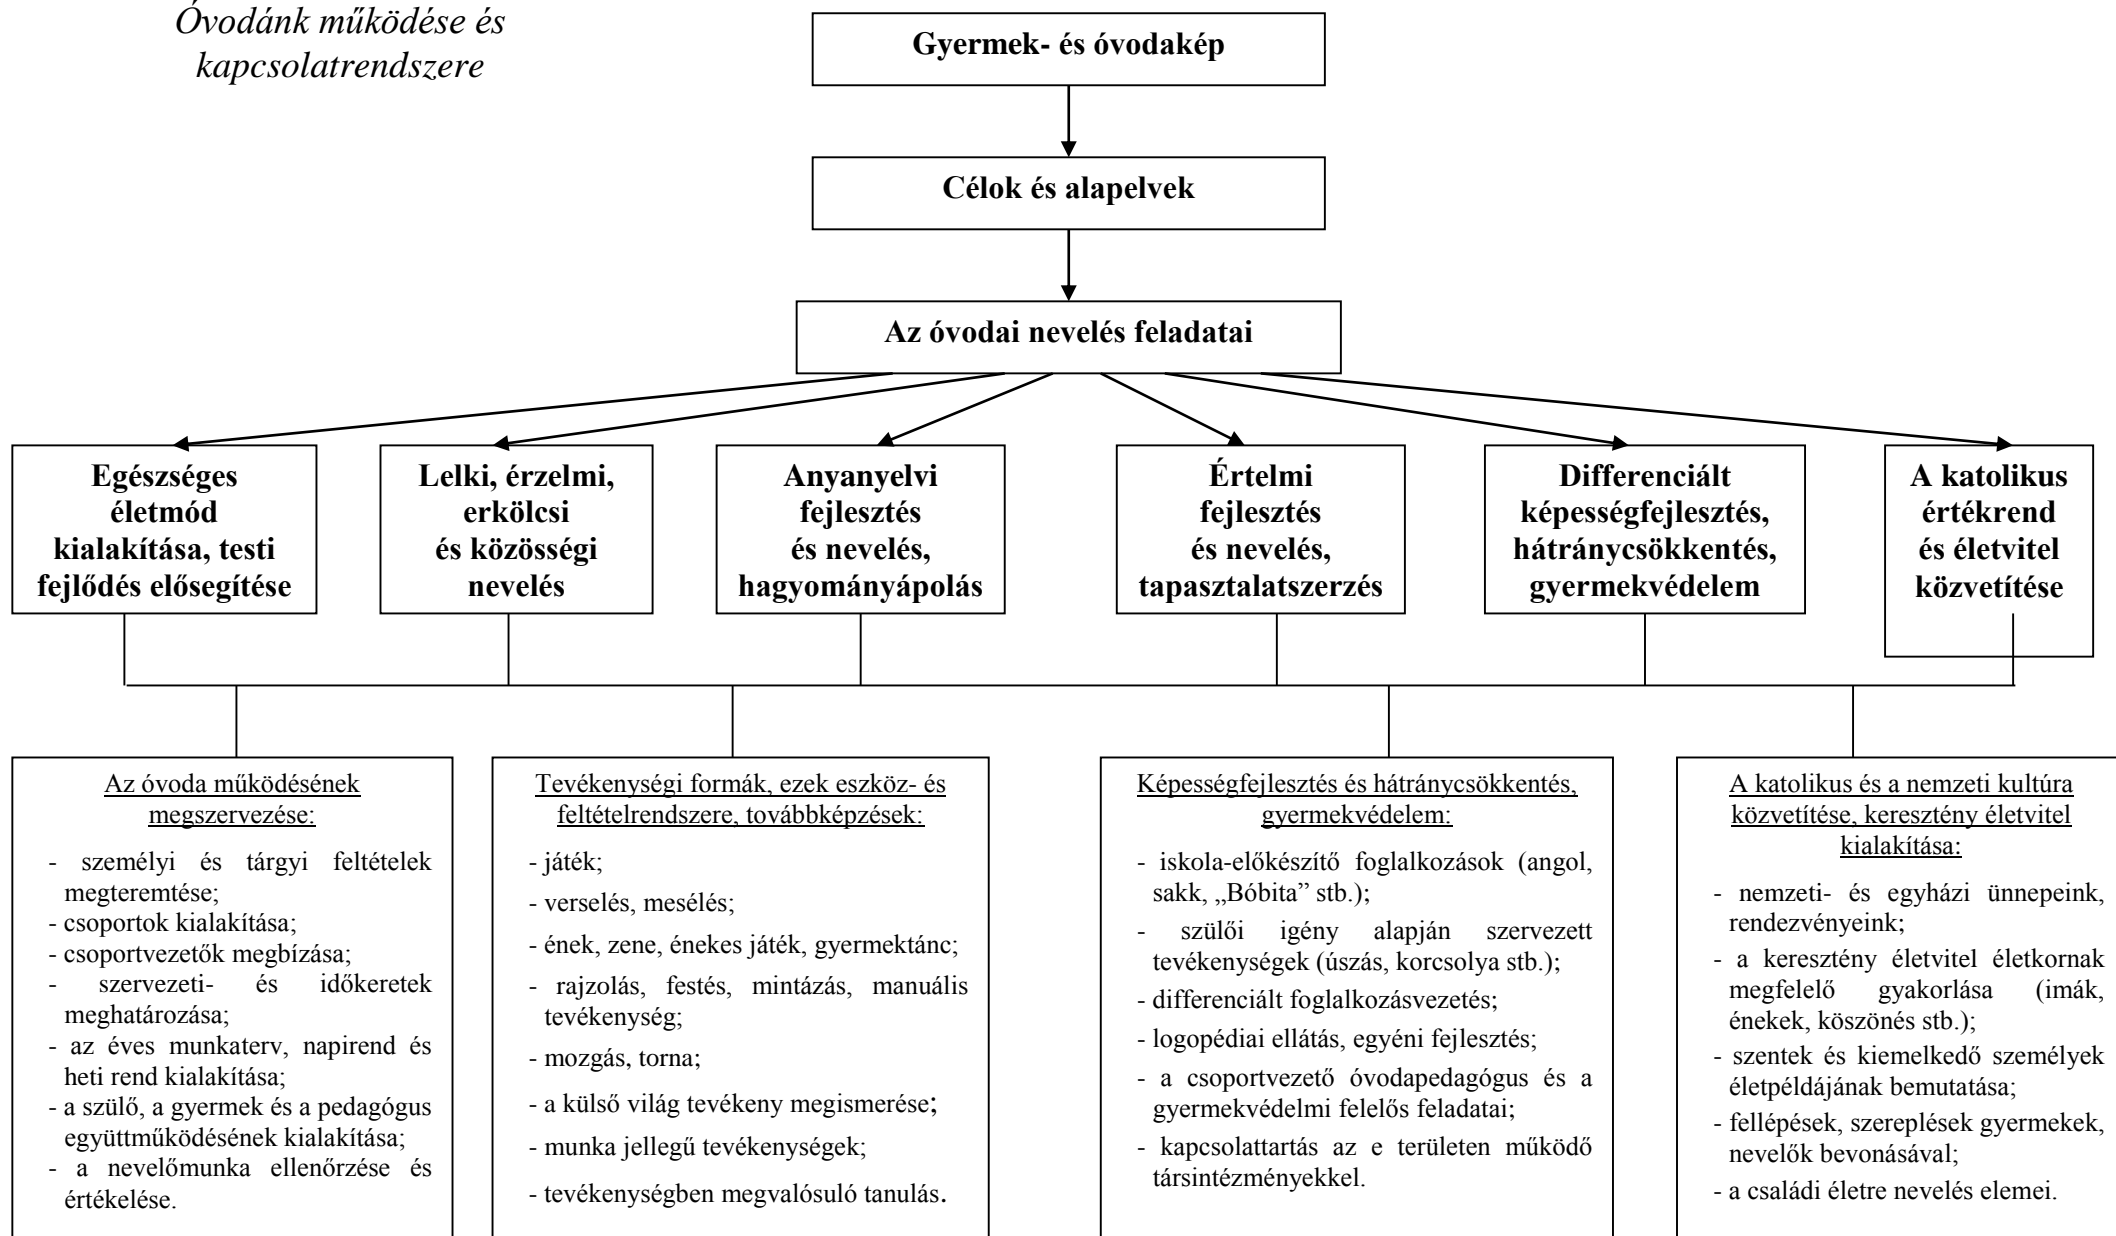 Óvodánk működése és
kapcsolatrendszere
Gyermek- és óvodakép
Célok és alapelvek
Az óvodai nevelés feladatai
Egészséges
életmód
kialakítása, testi
fejlődés elősegítése
Lelki, érzelmi,
erkölcsi
és közösségi
nevelés
Anyanyelvi
fejlesztés
és nevelés,
hagyományápolás
Értelmi
fejlesztés
és nevelés,
tapasztalatszerzés
Differenciált
képességfejlesztés,
hátránycsökkentés,
gyermekvédelem
A katolikus
értékrend
és életvitel
közvetítése
Az óvoda működésének
megszervezése:
- személyi és tárgyi feltételek
megteremtése;
- csoportok kialakítása;
- csoportvezetők megbízása;
- szervezeti- és időkeretek
meghatározása;
- az éves munkaterv, napirend és
heti rend kialakítása;
- a szülő, a gyermek és a pedagógus
együttműködésének kialakítása;
- a nevelőmunka ellenőrzése és
értékelése.
Tevékenységi formák, ezek eszköz- és
feltételrendszere, továbbképzések:
- játék;
- verselés, mesélés;
- ének, zene, énekes játék, gyermektánc;
- rajzolás, festés, mintázás, manuális
tevékenység;
- mozgás, torna;
- a külső világ tevékeny megismerése;
- munka jellegű tevékenységek;
- tevékenységben megvalósuló tanulás.
Képességfejlesztés és hátránycsökkentés,
gyermekvédelem:
- iskola-előkészítő foglalkozások (angol,
sakk, „Bóbita” stb.);
- szülői igény alapján szervezett
tevékenységek (úszás, korcsolya stb.);
- differenciált foglalkozásvezetés;
- logopédiai ellátás, egyéni fejlesztés;
- a csoportvezető óvodapedagógus és a
gyermekvédelmi felelős feladatai;
- kapcsolattartás az e területen működő
társintézményekkel.
A katolikus és a nemzeti kultúra
közvetítése, keresztény életvitel
kialakítása:
- nemzeti- és egyházi ünnepeink,
rendezvényeink;
- a keresztény életvitel életkornak
megfelelő gyakorlása (imák,
énekek, köszönés stb.);
- szentek és kiemelkedő személyek
életpéldájának bemutatása;
- fellépések, szereplések gyermekek,
nevelők bevonásával;
- a családi életre nevelés elemei.